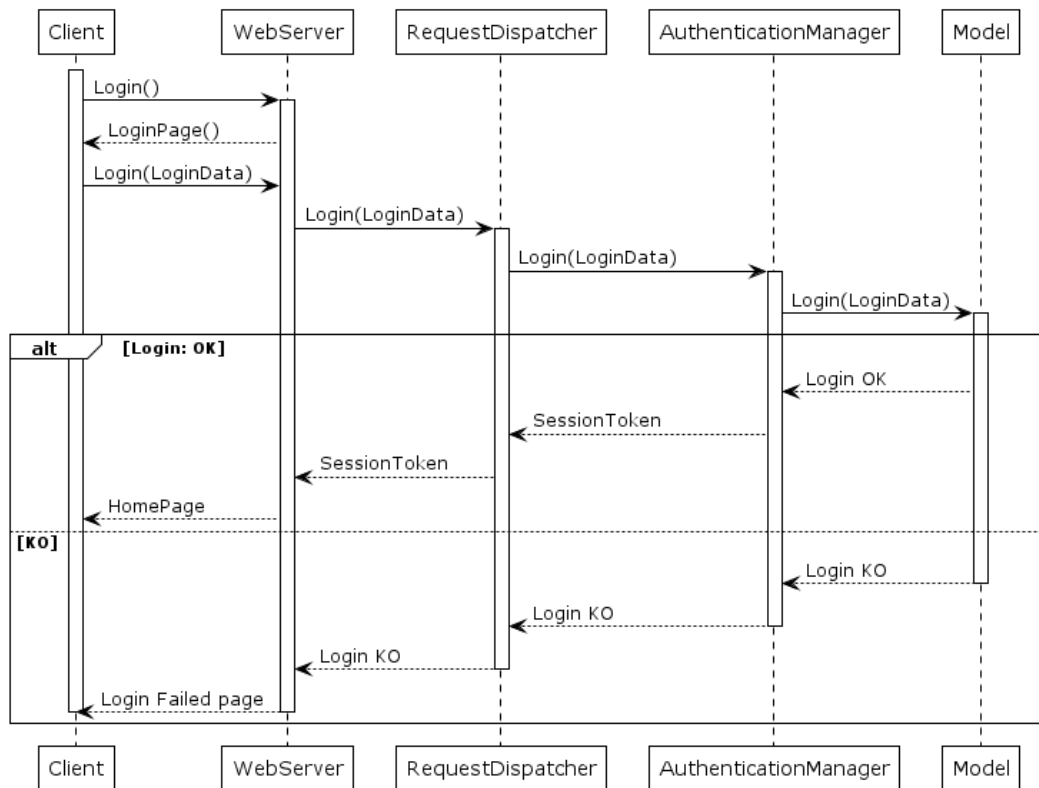 Client WebServer RequestDispatcher AuthenticationManager Model
Login()
LoginPage()
Login(LoginData)
Login(LoginData)
Login(LoginData)
Login(LoginData)
alt [Login: OK]
Login OK
SessionToken
SessionToken
HomePage
[KO]
Login KO
Login KO
Login KO
Login Failed page
Client WebServer RequestDispatcher AuthenticationManager Model